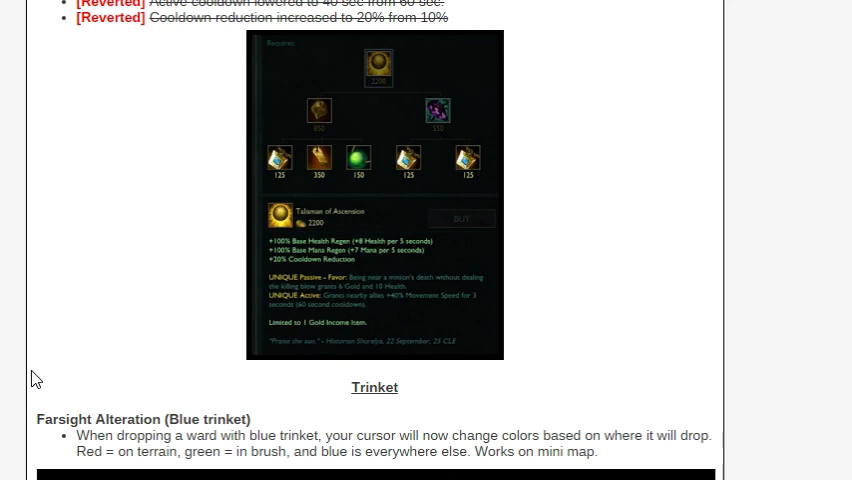 [Reverted] Active cooldown lowered to 40 sec from 60 sec.
[Reverted] Cooldown reduction increased to 20% from 10%
Requires:
2200
850
550
125
350
150
125
125
Talisman of Ascension
2200
BUY
+100% Base Health Regen (+8 Health per 5 seconds)
+100% Base Mana Regen (+7 Mana per 5 seconds)
+20% Cooldown Reduction
UNIQUE Passive - Favor: Being near a minion's death without dealing
the killing blow grants 6 Gold and 10 Health.
UNIQUE Active: Grants nearby allies +40% Movement Speed for 3
seconds (60 second cooldown).
Limited to 1 Gold Income Item.
"Praise the sun." - Historian Shurelya, 22 September, 25 CLE
Trinket
Farsight Alteration (Blue trinket)
When dropping a ward with blue trinket, your cursor will now change colors based on where it will drop.
Red = on terrain, green = in brush, and blue is everywhere else. Works on mini map.